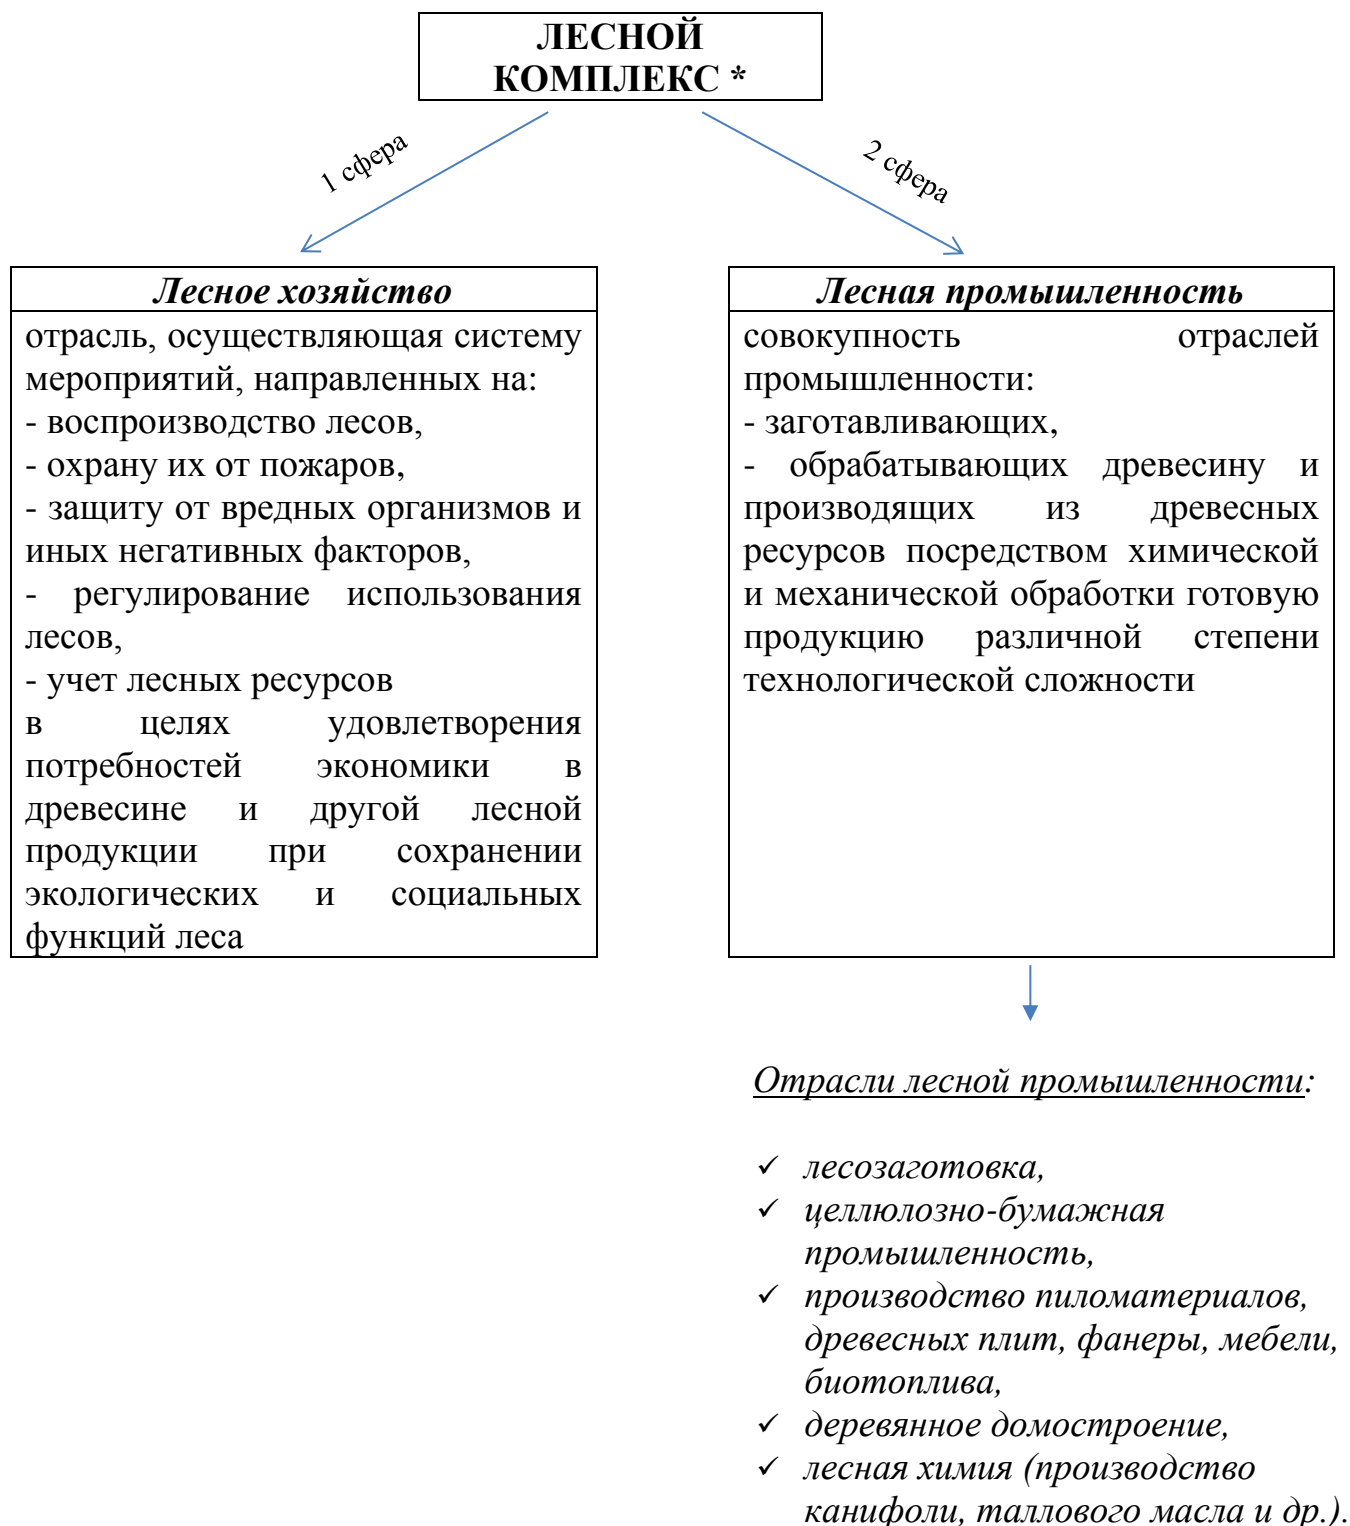 ЛЕСНОЙ
КОМПЛЕКС *
1 сфера
2 сфера
Лесное хозяйство
отрасль, осуществляющая систему
мероприятий, направленных на:
- воспроизводство лесов,
- охрану их от пожаров,
- защиту от вредных организмов и
иных негативных факторов,
- регулирование использования
лесов,
- учет лесных ресурсов
в целях удовлетворения
потребностей экономики в
древесине и другой лесной
продукции при сохранении
экологических и социальных
функций леса
Лесная промышленность
совокупность отраслей
промышленности:
- заготавливающих,
- обрабатывающих древесину и
производящих из древесных
ресурсов посредством химической
и механической обработки готовую
продукцию различной степени
технологической сложности
Отрасли лесной промышленности:
✓ лесозаготовка,
✓ целлюлозно-бумажная
промышленность,
✓ производство пиломатериалов,
древесных плит, фанеры, мебели,
биотоплива,
✓ деревянное домостроение,
✓ лесная химия (производство
канифоли, таллового масла и др.).